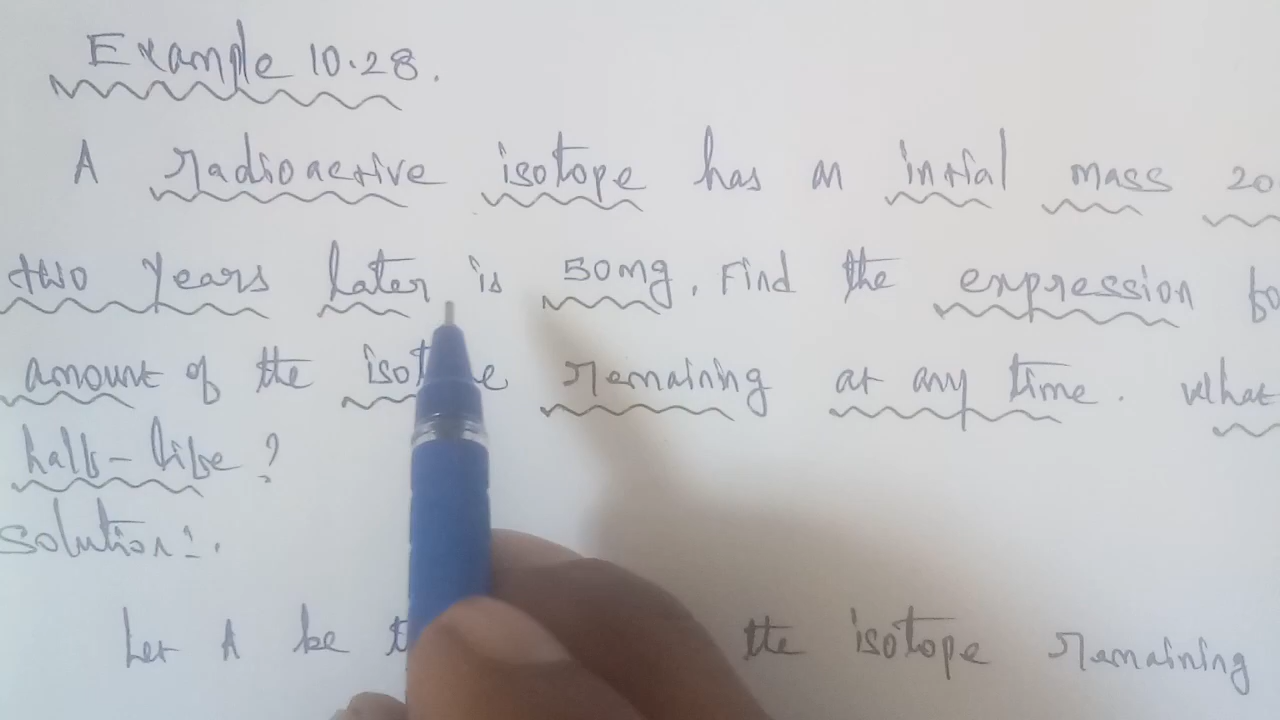 Example 10.28.
A radioactive isotope has an initial mass 20
two years later is 50mg. Find the expression fo
amount of the remaining at any time. What
half-life?
Solution:.
Let A be the isotope remaining